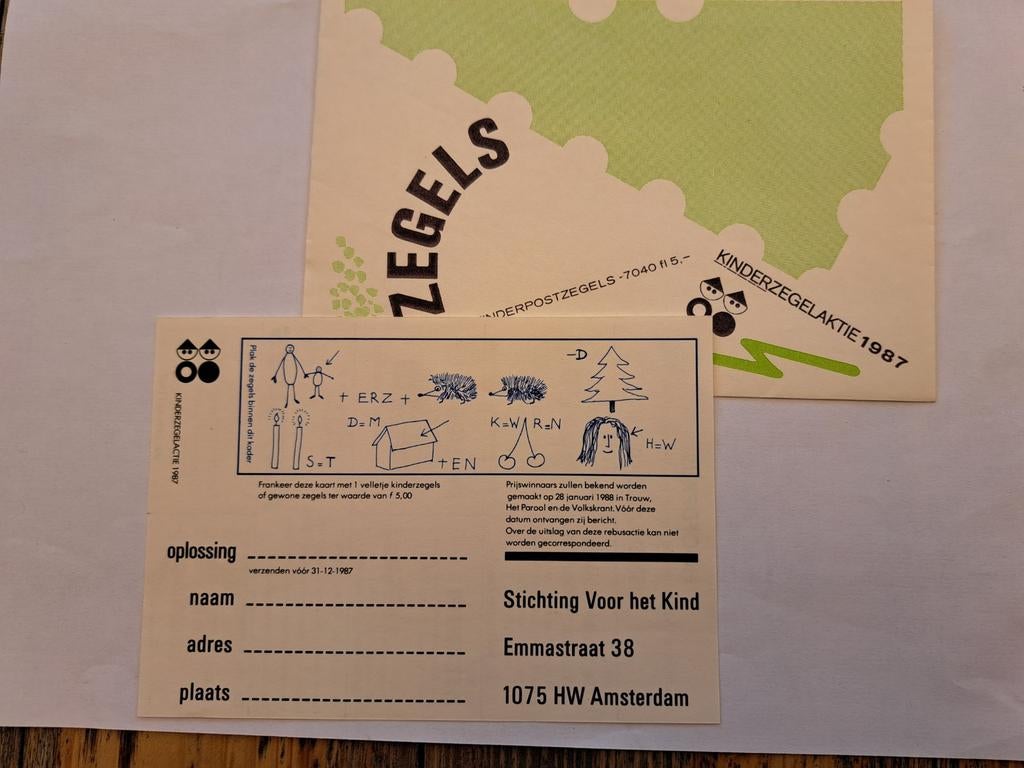 ZEGELS
NDERPOSTZEGELS -7040 fl 5,-
KINDERZEGELAKTIE 1987
KINDERZEGELACTIE 1987
Plak de zegels binnen dit kader
+ ERZ +
-D
S=T
D=M
+EN
K=W R=N
H=W
Frankeer deze kaart met 1 velletje kinderzegels
of gewone zegels ter waarde van f 5,00
Prijswinnaars zullen bekend worden
gemaakt op 28 januari 1988 in Trouw,
Het Parool en de Volkskrant. Vóór deze
datum ontvangen zij bericht.
Over de uitslag van deze rebusactie kan niet
worden gecorrespondeerd.
oplossing
verzenden vóór 31-12-1987
naam
adres
plaats
Stichting Voor het Kind
Emmastraat 38
1075 HW Amsterdam